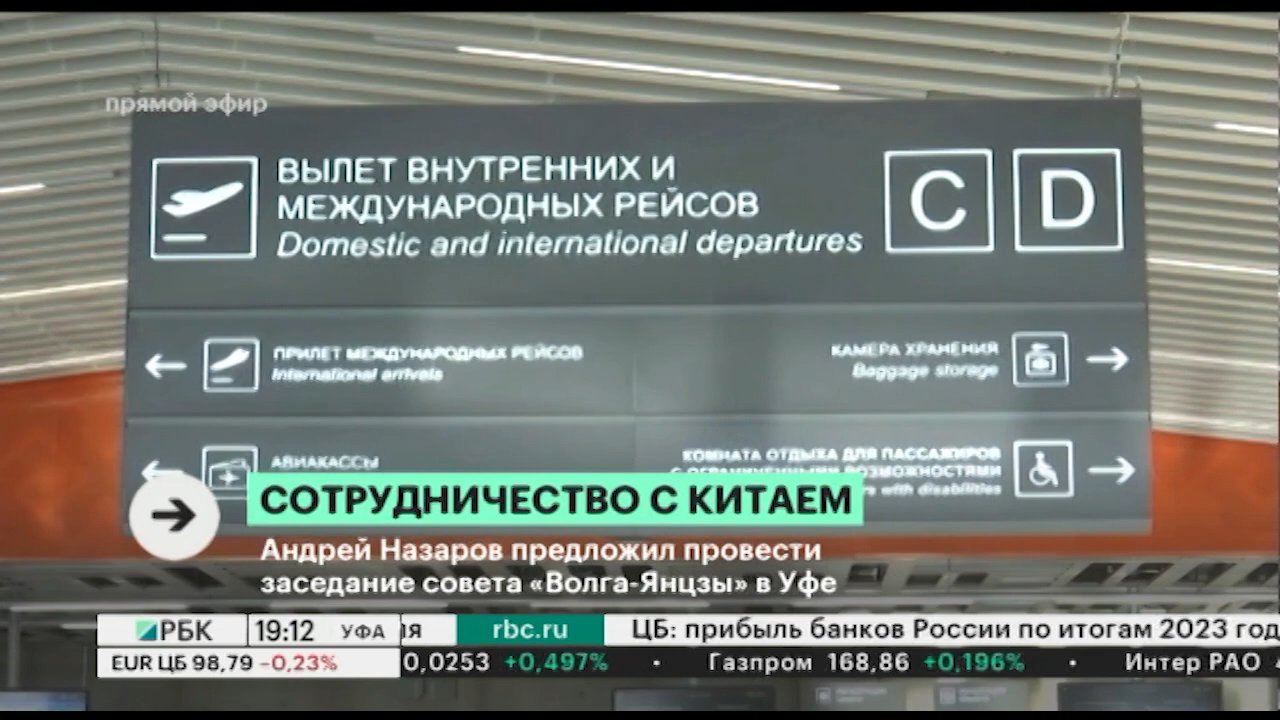 прямой эфир
ВЫЛЕТ ВНУТРЕННИХ И
МЕЖДУНАРОДНЫХ РЕЙСОВ
Domestic and international departures
C D
ПРИЛЕТ МЕЖДУНАРОДНЫХ РЕЙСОВ
International arrivals
КАМЕРА ХРАНЕНИЯ
Baggage storage
АВИАКАССЫ
КОМНАТА ОТДЫХА ДЛЯ ПАССАЖИРОВ
С ОГРАНИЧЕННЫМИ ВОЗМОЖНОСТЯМИ
with disabilities
СОТРУДНИЧЕСТВО С КИТАЕМ
Андрей Назаров предложил провести
заседание совета «Волга-Янцзы» в Уфе
РБК 19:12 УФА ия rbc.ru ЦБ: прибыль банков России по итогам 2023 год
EUR ЦБ 98,79 −0,23% 0,0253 +0,497% · Газпром 168,86 +0,196% · Интер РАО